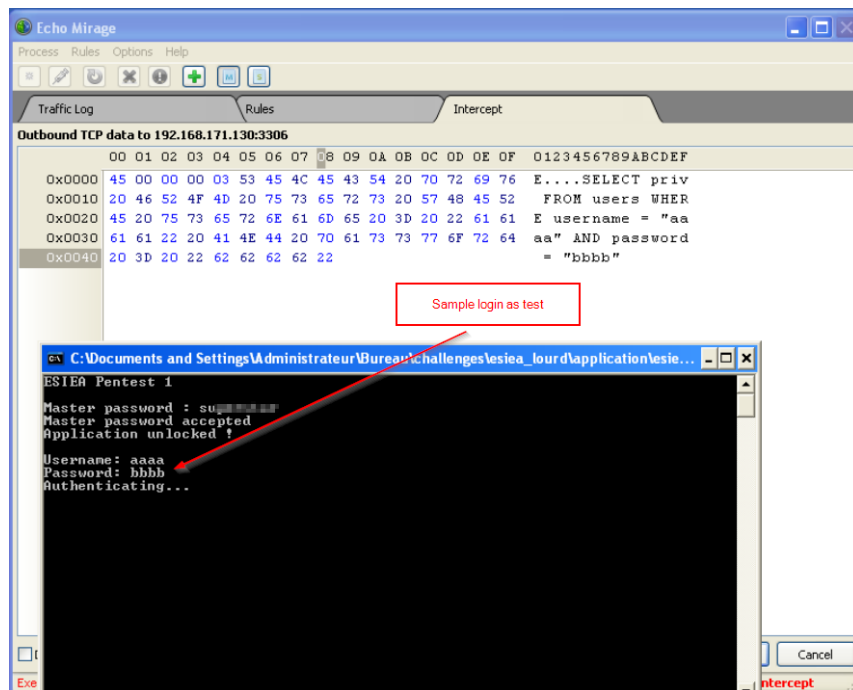 Echo Mirage
Process Rules Options Help
Traffic Log Rules Intercept
Outbound TCP data to 192.168.171.130:3306
00 01 02 03 04 05 06 07 08 09 0A 0B 0C 0D 0E 0F 0123456789ABCDEF
0x0000 45 00 00 00 03 53 45 4C 45 43 54 20 70 72 69 76 E....SELECT priv
0x0010 20 46 52 4F 4D 20 75 73 65 72 73 20 57 48 45 52 FROM users WHER
0x0020 45 20 75 73 65 72 6E 61 6D 65 20 3D 20 22 61 61 E username = "aa
0x0030 61 61 22 20 41 4E 44 20 70 61 73 73 77 6F 72 64 aa" AND password
0x0040 20 3D 20 22 62 62 62 62 22 = "bbbb"
Sample login as test
C:\Documents and Settings\Administrateur\Bureau\challenges\esiea_lourd\application\esie...
ESIEA Pentest 1
Master password : su
Master password accepted
Application unlocked !
Username: aaaa
Password: bbbb
Authenticating...
Cancel
Exe
ntercept